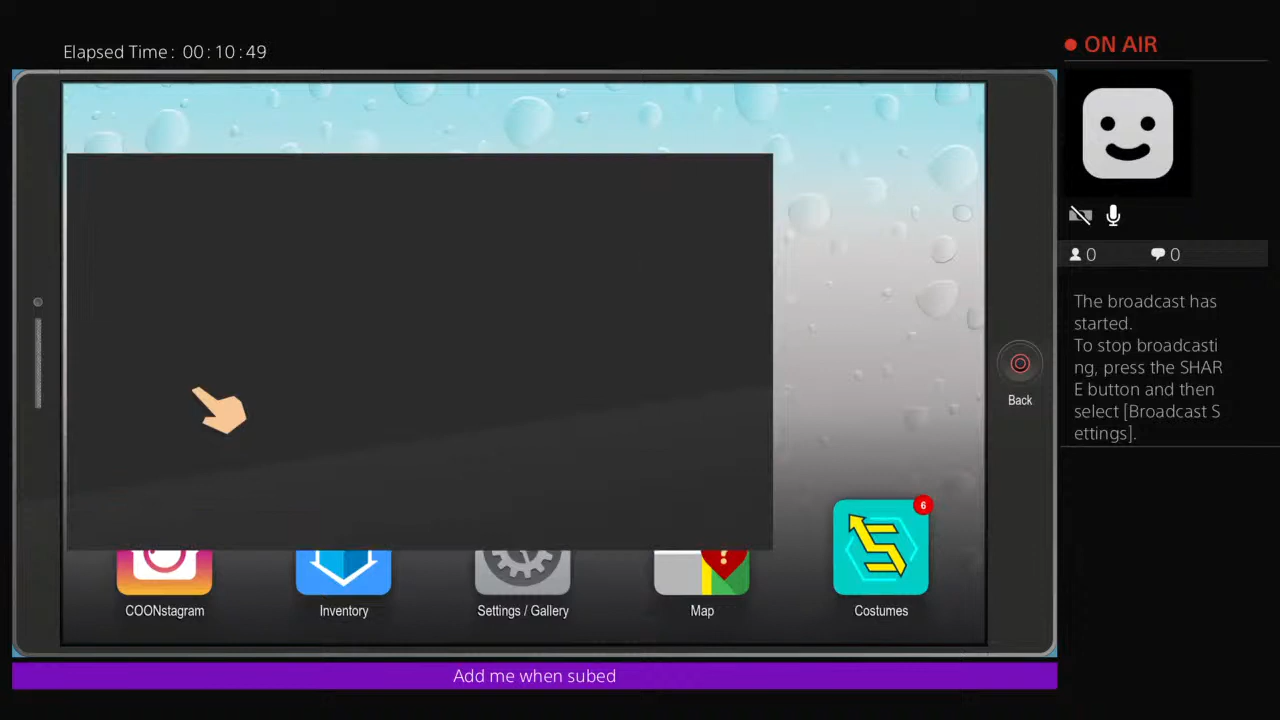 Elapsed Time: 00:10:49
ON AIR
0 0
The broadcast has
started.
To stop broadcasti
ng, press the SHAR
E button and then
select [Broadcast S
ettings].
Back
6
?
COONstagram
Inventory
Settings / Gallery
Map
Costumes
Add me when subed